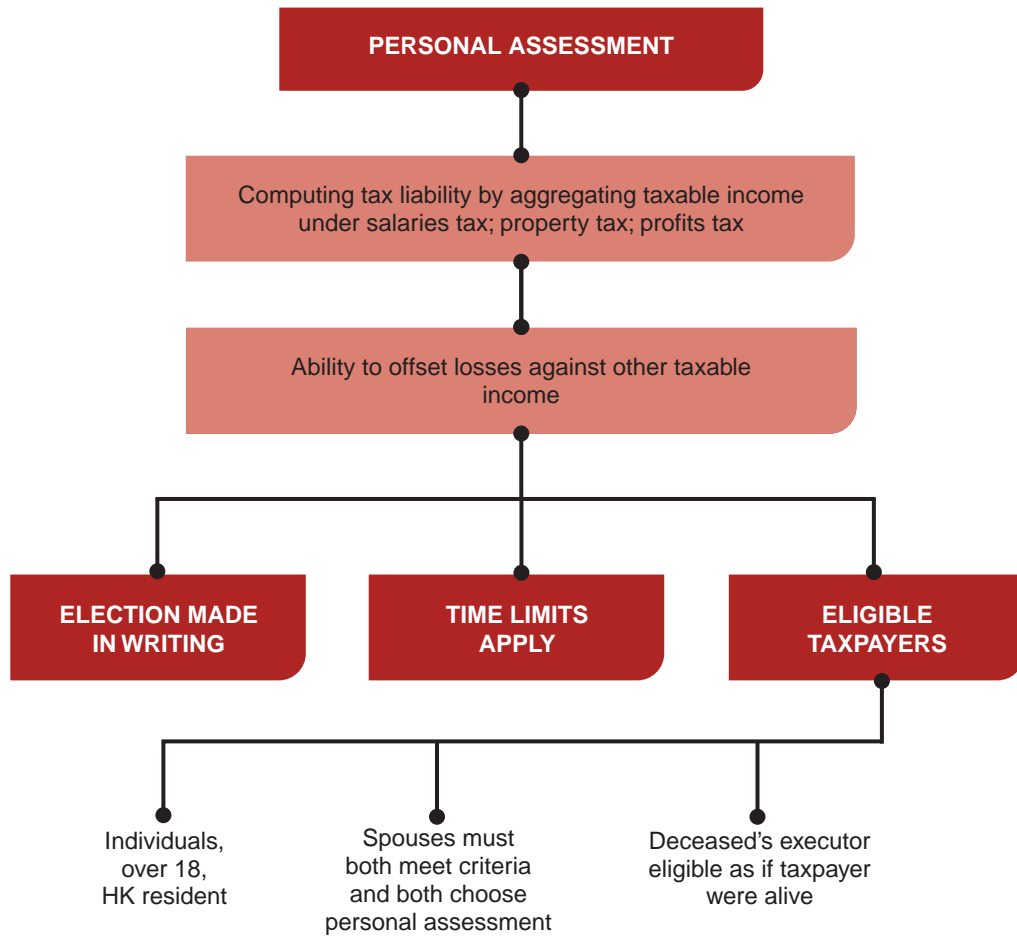 PERSONAL ASSESSMENT
Computing tax liability by aggregating taxable income
under salaries tax; property tax; profits tax
Ability to offset losses against other taxable
income
ELECTION MADE
IN WRITING
TIME LIMITS
APPLY
ELIGIBLE
TAXPAYERS
Individuals,
over 18,
HK resident
Spouses must
both meet criteria
and both choose
personal assessment
Deceased’s executor
eligible as if taxpayer
were alive